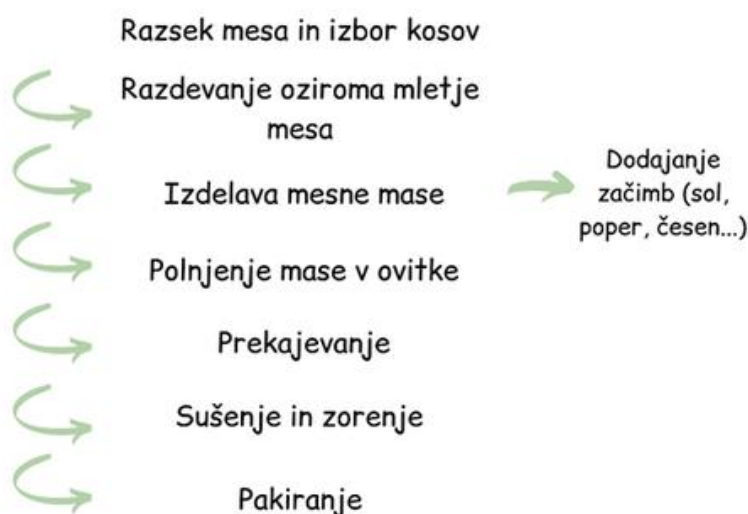 Razsek mesa in izbor kosov
Razdevanje oziroma mletje
mesa
Izdelava mesne mase
Dodajanje
začimb (sol,
poper, česen...)
Polnjenje mase v ovitke
Prekajevanje
Sušenje in zorenje
Pakiranje